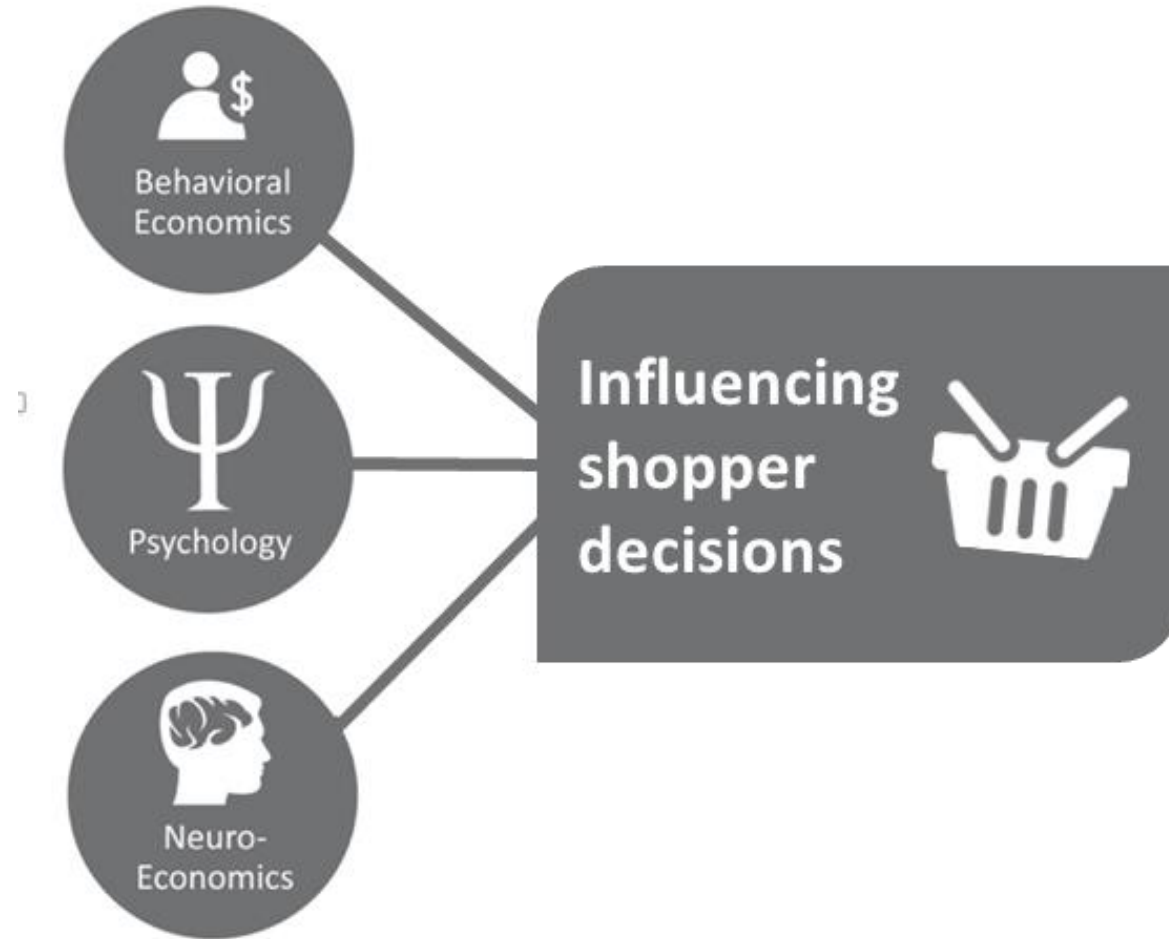 Behavioral
Economics
Ψ
Psychology
Neuro-
Economics
Influencing
shopper
decisions